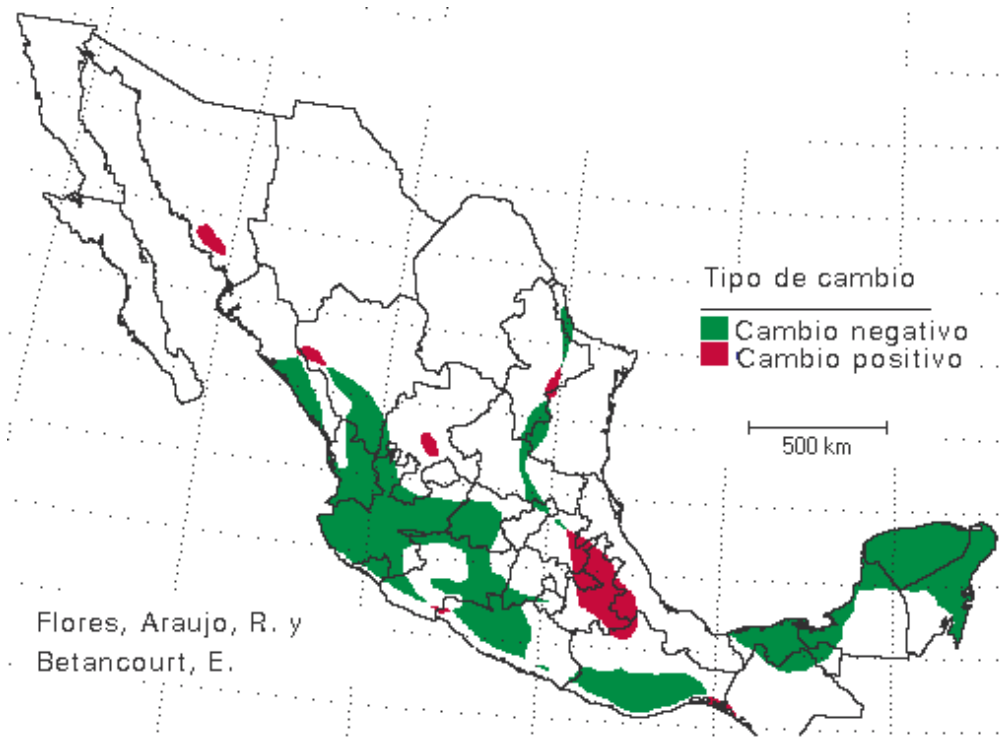 Tipo de cambio
Cambio negativo
Cambio positivo
500 km
Flores, Araujo, R. y
Betancourt, E.